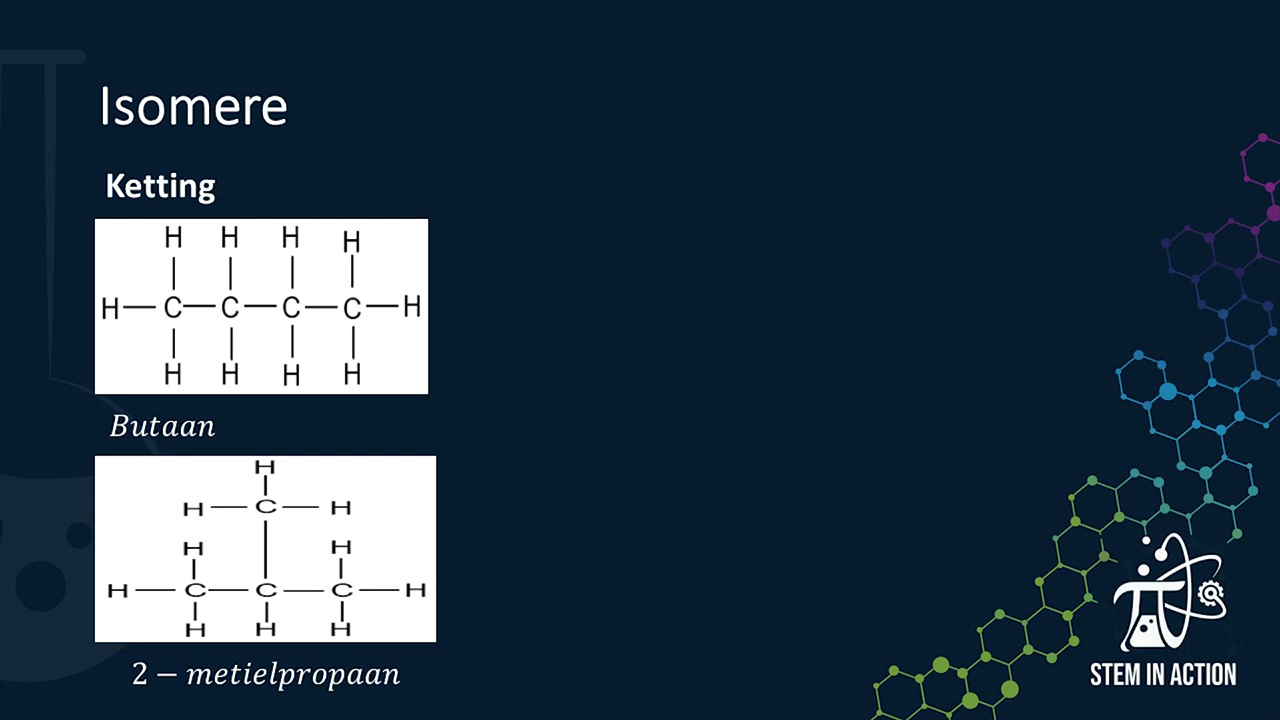 Isomere
Ketting
H H H H
H C C C C H
H H H H
Butaan
H
H C H
H H
H C C C H
H H H
2 − metielpropaan
STEM IN ACTION